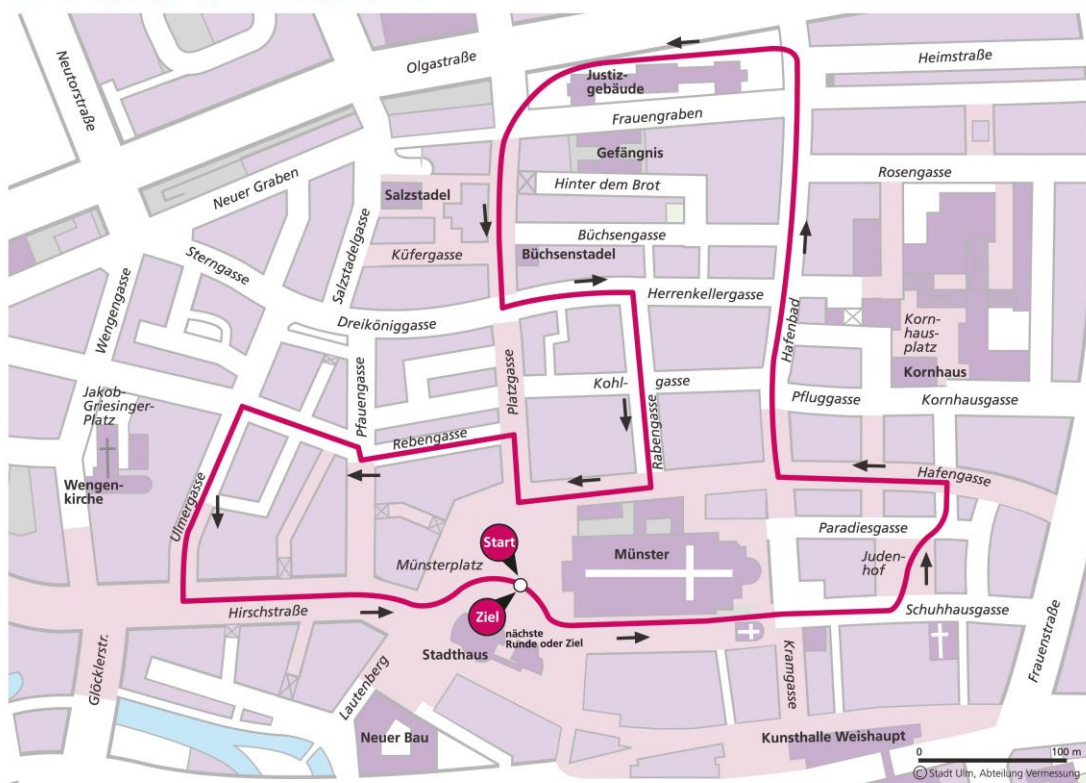 Neutorstraße
Olgastraße
Heimstraße
Justiz-
gebäude
Frauengraben
Gefängnis
Neuer Graben
Salzstadel
Hinter dem Brot
Rosengasse
Büchsengasse
Küfergasse
Büchsenstadel
Sterngasse
Salzstadelgasse
Wengengasse
Herrenkellergasse
Hafenbad
Dreiköniggasse
Korn-
haus-
platz
Kornhaus
Pfauengasse
Platzgasse
Kohl-
gasse
Rabengasse
Pfluggasse
Kornhausgasse
Jakob-
Griesinger-
Platz
Rebengasse
Wengen-
kirche
Ulmergasse
Hafengasse
Paradiesgasse
Start
Münster
Juden-
hof
Münsterplatz
Hirschstraße
Ziel
nächste
Runde oder Ziel
Schuhhausgasse
Stadthaus
Glöcklerstr.
Lautenberg
Kramgasse
Frauenstraße
Neuer Bau
Kunsthalle Weishaupt
0
100 m
© Stadt Ulm, Abteilung Vermessung